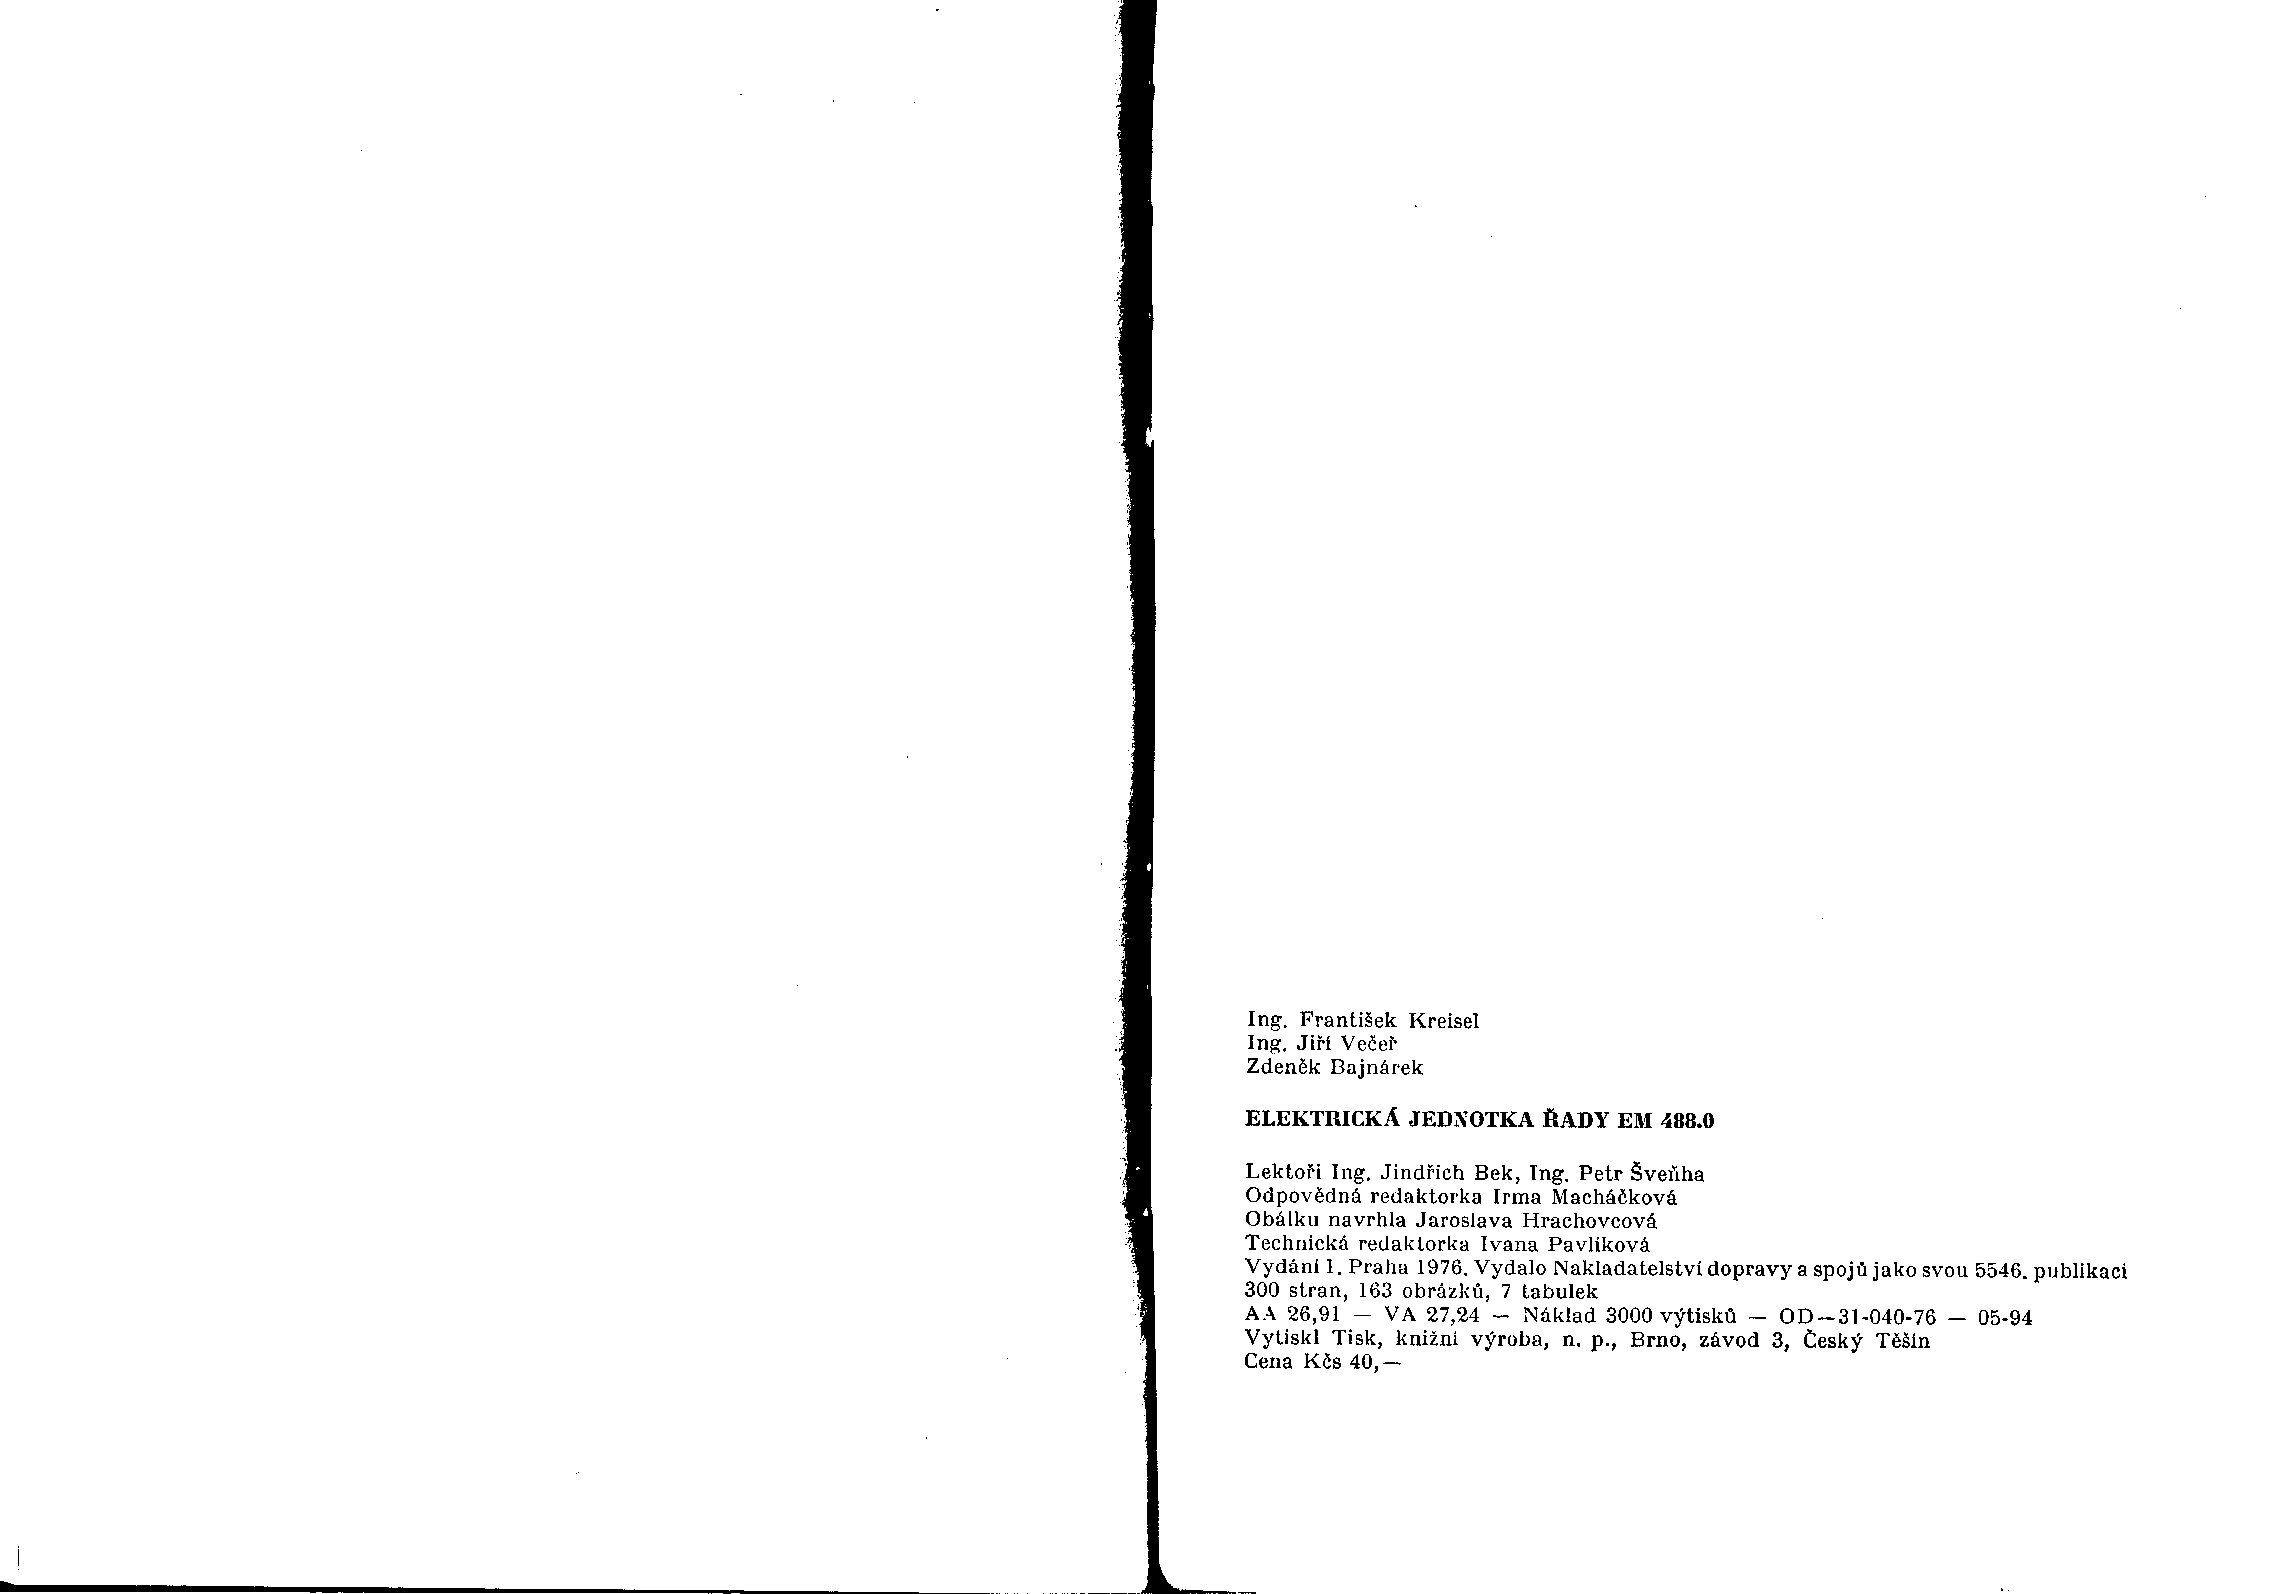 Ing. František Kreisel
Ing. Jiří Večeř
Zdeněk Bajnárek
ELEKTRICKÁ JEDNOTKA ŘADY EM 488.0
Lektoři Ing. Jindřich Bek, Ing. Petr Šveňha
Odpovědná redaktorka Irma Macháčková
Obálku navrhla Jaroslava Hrachovcová
Technická redaktorka Ivana Pavlíková
Vydání 1. Praha 1976. Vydalo Nakladatelství dopravy a spojů jako svou 5546. publikaci
300 stran, 163 obrázků, 7 tabulek
AA 26,91 — VA 27,24 — Náklad 3000 výtisků — OD—31-040-76 — 05-94
Vytiskl Tisk, knižní výroba, n. p., Brno, závod 3, Český Těšín
Cena Kčs 40,—